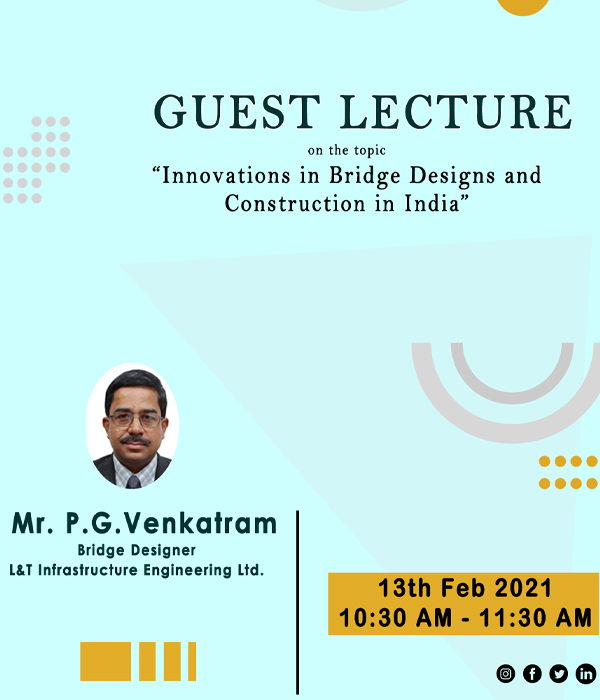 GUEST LECTURE
on the topic
“Innovations in Bridge Designs and
Construction in India”
Mr. P.G.Venkatram
Bridge Designer
L&T Infrastructure Engineering Ltd.
13th Feb 2021
10:30 AM - 11:30 AM